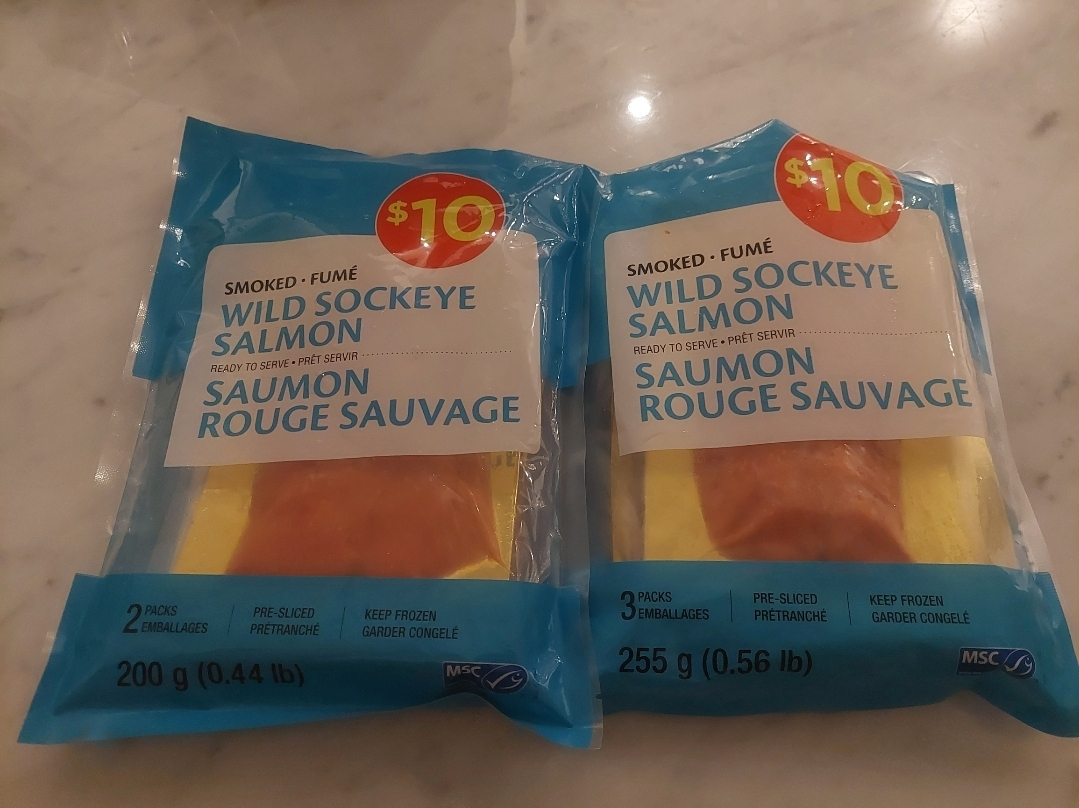 $10
SMOKED • FUMÉ
WILD SOCKEYE
SALMON
READY TO SERVE • PRÊT SERVIR
SAUMON
ROUGE SAUVAGE
2 PACKS
EMBALLAGES
PRE-SLICED
PRÉTRANCHÉ
KEEP FROZEN
GARDER CONGELÉ
200 g (0.44 lb)
MSC
$10
SMOKED • FUMÉ
WILD SOCKEYE
SALMON
READY TO SERVE • PRÊT SERVIR
SAUMON
ROUGE SAUVAGE
3 PACKS
EMBALLAGES
PRE-SLICED
PRÉTRANCHÉ
KEEP FROZEN
GARDER CONGELÉ
255 g (0.56 lb)
MSC